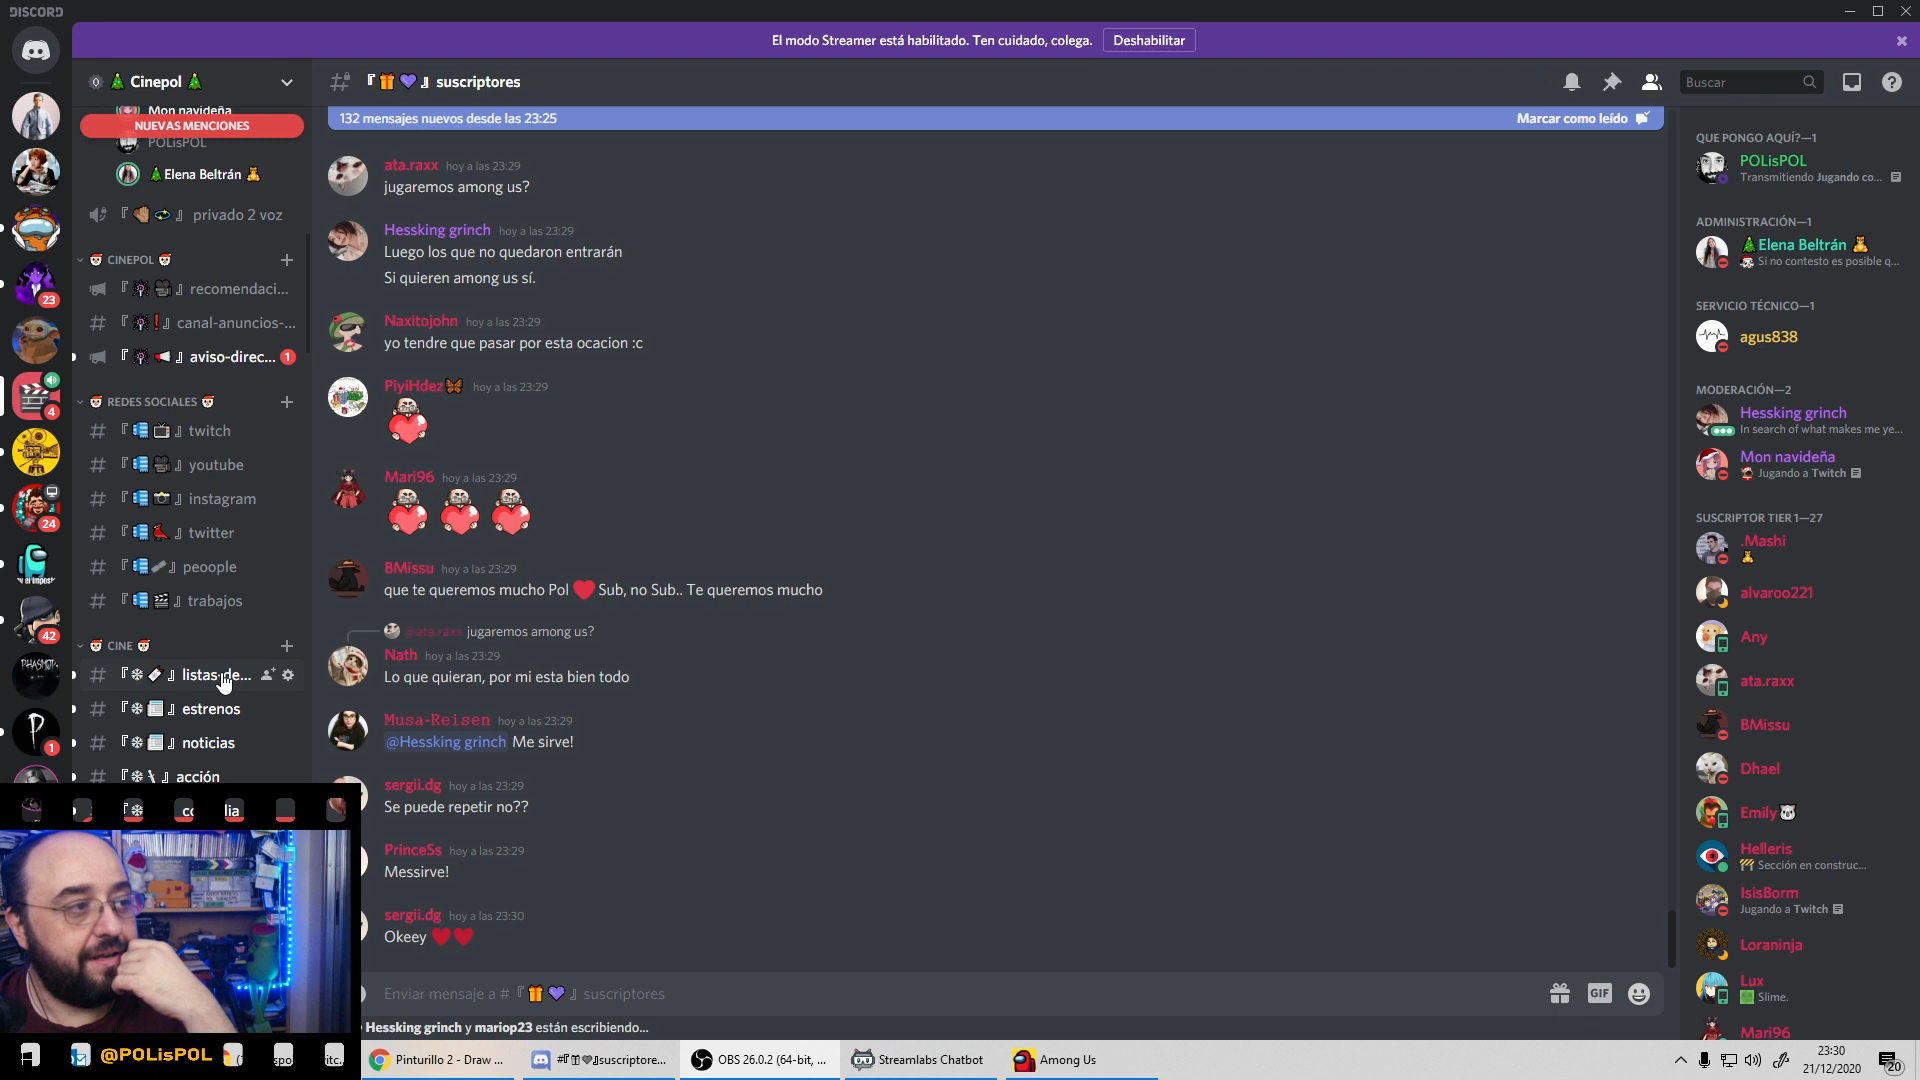 DISCORD
El modo Streamer está habilitado. Ten cuidado, colega.
Deshabilitar
Cinepol
『🎁💜』suscriptores
Buscar
132 mensajes nuevos desde las 23:25
Marcar como leído
Mon navideña
NUEVAS MENCIONES
POLisPOL
Elena Beltrán
privado 2 voz
CINEPOL
recomendaci...
canal-anuncios-...
aviso-direc... 1
REDES SOCIALES
twitch
youtube
instagram
twitter
peoople
trabajos
CINE
listas-de...
estrenos
noticias
acción
23
4
24
42
PHASMO
1
ata.raxx hoy a las 23:29
jugaremos among us?
Hessking grinch hoy a las 23:29
Luego los que no quedaron entrarán
Si quieren among us sí.
Naxitojohn hoy a las 23:29
yo tendre que pasar por esta ocacion :c
PiyiHdez hoy a las 23:29
Mari96 hoy a las 23:29
BMissu hoy a las 23:29
que te queremos mucho Pol ❤ Sub, no Sub.. Te queremos mucho
@ata.raxx jugaremos among us?
Nath hoy a las 23:29
Lo que quieran, por mi esta bien todo
Musa-Reisen hoy a las 23:29
@Hessking grinch Me sirve!
sergii.dg hoy a las 23:29
Se puede repetir no??
PrinceSs hoy a las 23:29
Messirve!
sergii.dg hoy a las 23:30
Okeey ❤❤
Enviar mensaje a #『🎁💜』suscriptores
GIF
Hessking grinch y mariop23 están escribiendo...
QUE PONGO AQUÍ?—1
POLisPOL
Transmitiendo Jugando co...
ADMINISTRACIÓN—1
Elena Beltrán
Si no contesto es posible q...
SERVICIO TÉCNICO—1
agus838
MODERACIÓN—2
Hessking grinch
In search of what makes me ye...
Mon navideña
Jugando a Twitch
SUSCRIPTOR TIER 1—27
.Mashi
alvaroo221
Any
ata.raxx
BMissu
Dhael
Emily
Helleris
Sección en construc...
IsisBorm
Jugando a Twitch
Loraninja
Lux
Slime.
Mari96
@POLisPOL
Pinturillo 2 - Draw ...
suscriptore...
OBS 26.0.2 (64-bit, ...
Streamlabs Chatbot
Among Us
23:30
21/12/2020
20